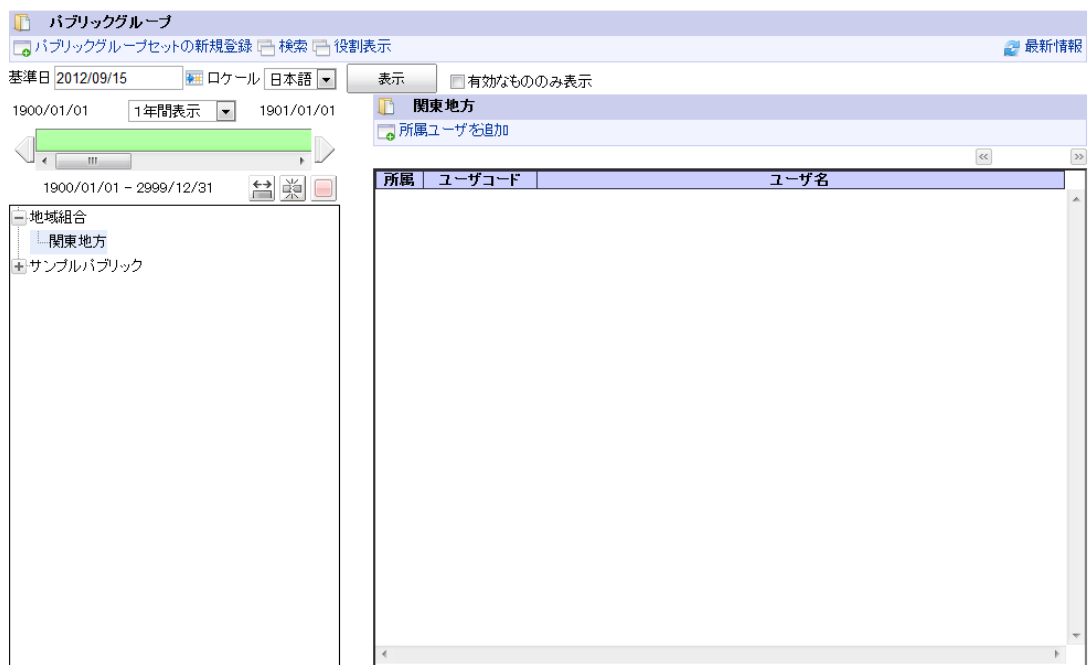 パブリックグループ
パブリックグループセットの新規登録 検索 役割表示 最新情報
基準日 2012/09/15 ロケール 日本語 表示 有効なもののみ表示
1900/01/01 1年間表示 1901/01/01
1900/01/01 - 2999/12/31
地域組合
関東地方
サンプルパブリック
関東地方
所属ユーザを追加
所属 ユーザコード ユーザ名